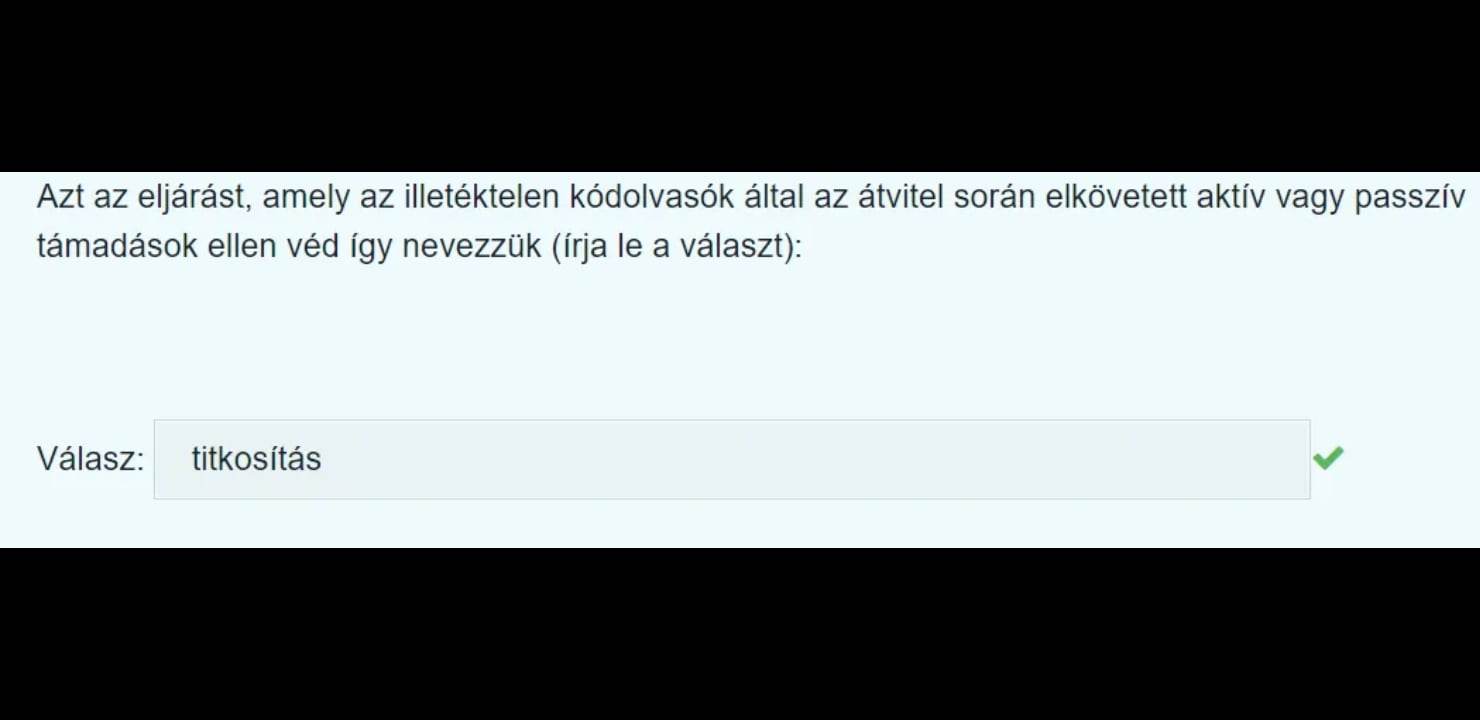 Azt az eljárást, amely az illetéktelen kódolvasók által az átvitel során elkövetett aktív vagy passzív
támadások ellen véd így nevezzük (írja le a választ):
Válasz: titkosítás